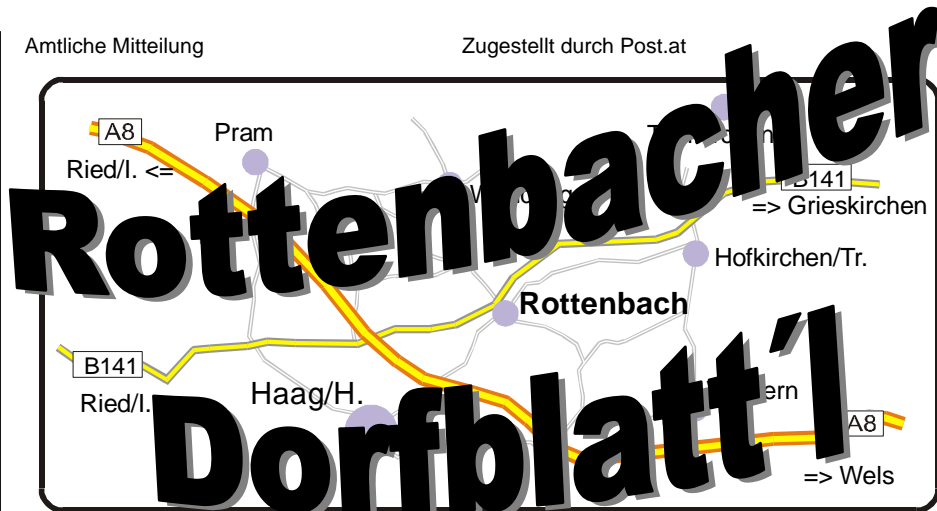 Amtliche Mitteilung
Zugestellt durch Post.at
Rottenbacher
A8
Pram
Ried/I. <=
B141
=> Grieskirchen
Hofkirchen/Tr.
Rottenbach
B141
Ried/I.
Haag/H.
A8
=> Wels
Dorfblatt´l